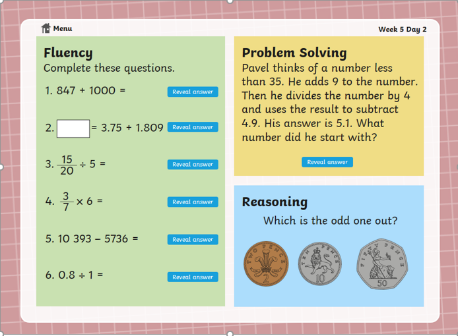 Menu
Week 5 Day 2
Fluency
Complete these questions.
1. 847 + 1000 =
Reveal answer
2. = 3.75 + 1.809
Reveal answer
3. 15/20 ÷ 5 =
Reveal answer
4. 3/7 × 6 =
Reveal answer
5. 10 393 – 5736 =
Reveal answer
6. 0.8 ÷ 1 =
Reveal answer
Problem Solving
Pavel thinks of a number less
than 35. He adds 9 to the number.
Then he divides the number by 4
and uses the result to subtract
4.9. His answer is 5.1. What
number did he start with?
Reveal answer
Reasoning
Which is the odd one out?
TWO PENCE
10
50